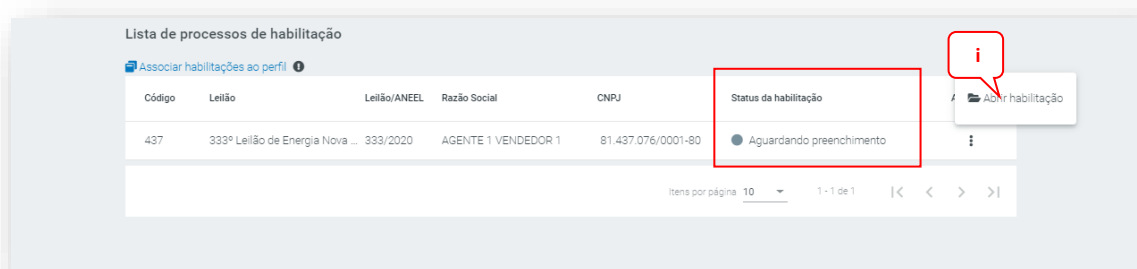 Lista de processos de habilitação
Associar habilitações ao perfil
i
Código Leilão Leilão/ANEEL Razão Social CNPJ Status da habilitação A Abrir habilitação
437 333º Leilão de Energia Nova ... 333/2020 AGENTE 1 VENDEDOR 1 81.437.076/0001-80 Aguardando preenchimento
Itens por página 10 1 - 1 de 1